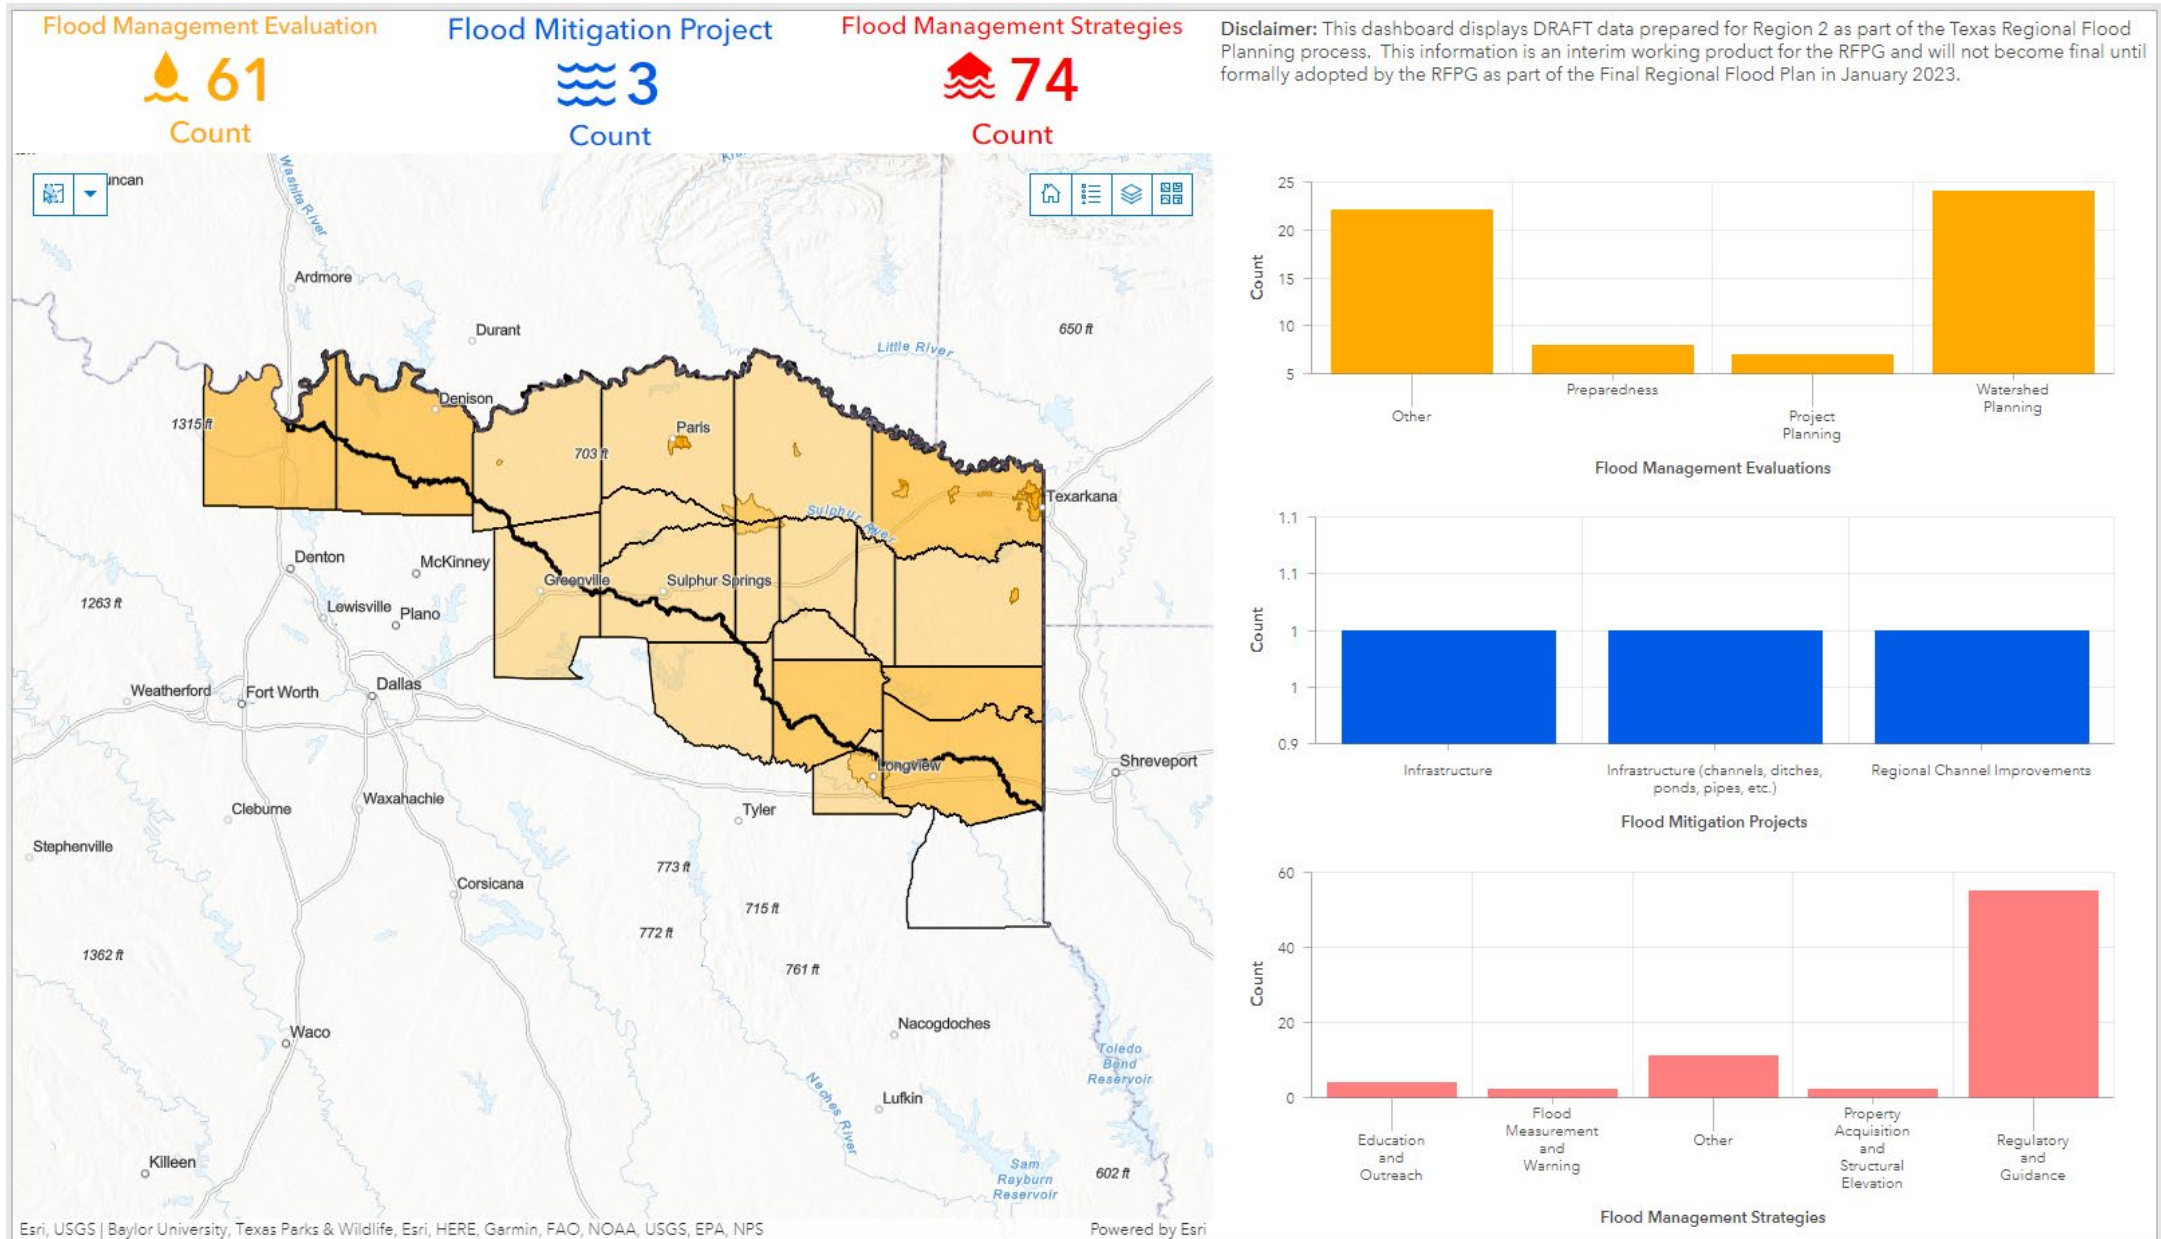 Flood Management Evaluation
61
Count
Flood Mitigation Project
3
Count
Flood Management Strategies
74
Count
Disclaimer: This dashboard displays DRAFT data prepared for Region 2 as part of the Texas Regional Flood
Planning process. This information is an interim working product for the RFPG and will not become final until
formally adopted by the RFPG as part of the Final Regional Flood Plan in January 2023.
Washita River
Ardmore
Durant
650 ft
Little River
Denison
1315 ft
Paris
703 ft
Texarkana
Sulphur River
Denton
McKinney
Greenville
Sulphur Springs
1263 ft
Lewisville
Plano
Weatherford
Fort Worth
Dallas
Longview
Shreveport
Cleburne
Waxahachie
Tyler
Stephenville
773 ft
Corsicana
715 ft
772 ft
1362 ft
761 ft
Waco
Nacogdoches
Toledo
Bend
Reservoir
Neches River
Lufkin
Killeen
Sam
Rayburn
Reservoir
602 ft
Esri, USGS | Baylor University, Texas Parks & Wildlife, Esri, HERE, Garmin, FAO, NOAA, USGS, EPA, NPS
Powered by Esri
25
20
15
10
5
Count
Other
Preparedness
Project
Planning
Watershed
Planning
Flood Management Evaluations
1.1
1.1
1
1
0.9
Count
Infrastructure
Infrastructure (channels, ditches,
ponds, pipes, etc.)
Regional Channel Improvements
Flood Mitigation Projects
60
40
20
0
Count
Education
and
Outreach
Flood
Measurement
and
Warning
Other
Property
Acquisition
and
Structural
Elevation
Regulatory
and
Guidance
Flood Management Strategies